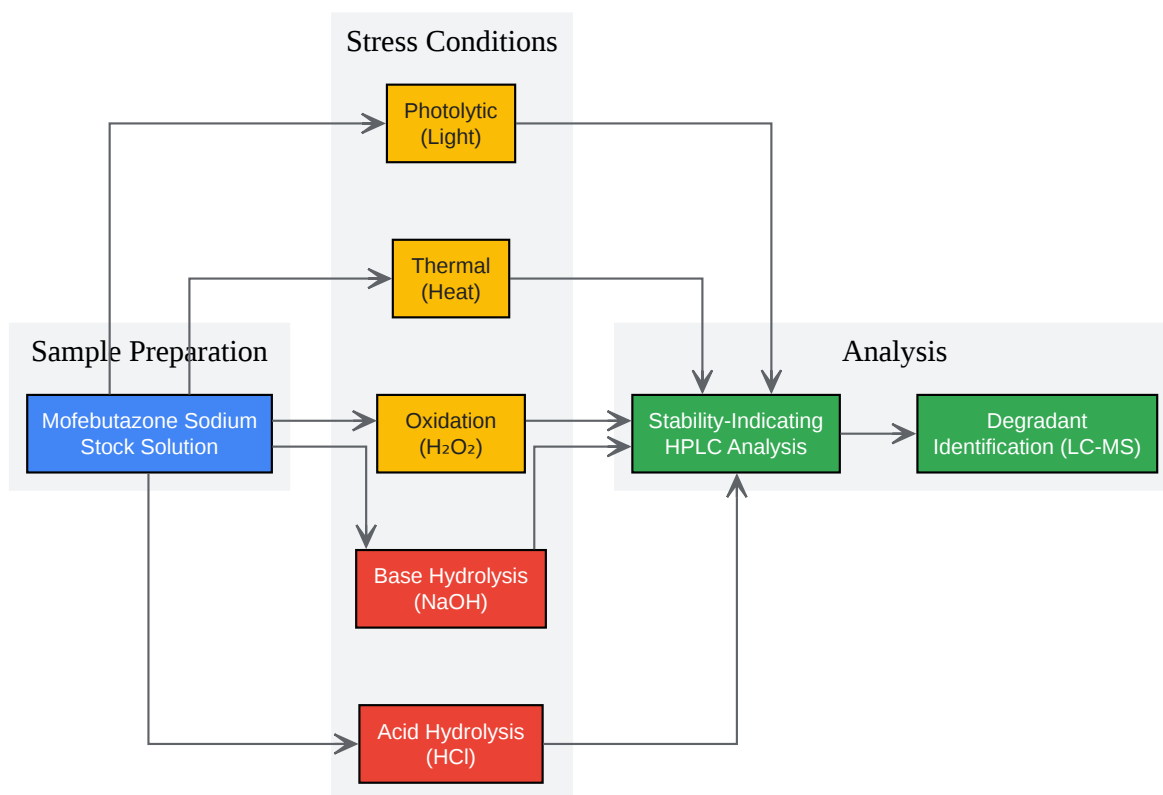 Stress Conditions
Photolytic
(Light)
Thermal
(Heat)
Sample Preparation
Mofebutazone Sodium
Stock Solution
Oxidation
(H₂O₂)
Base Hydrolysis
(NaOH)
Acid Hydrolysis
(HCl)
Analysis
Stability-Indicating
HPLC Analysis
Degradant
Identification (LC-MS)